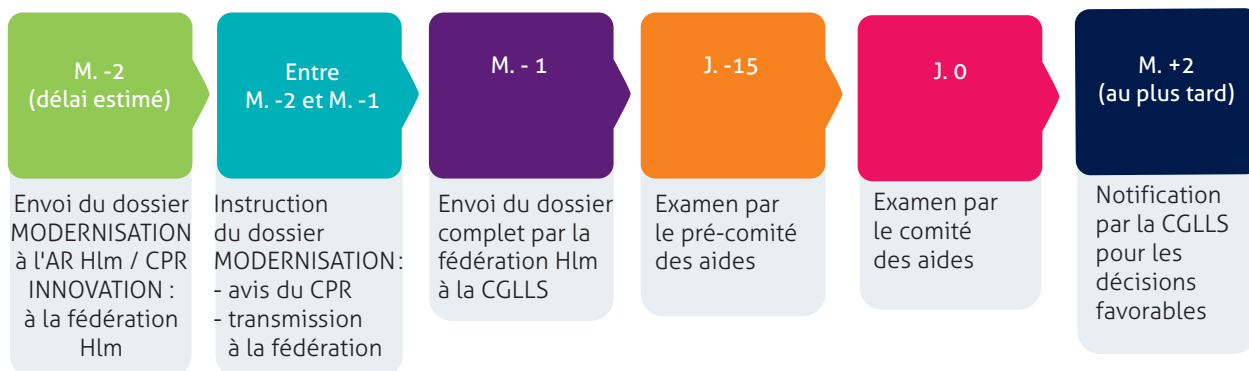 M. -2
(délai estimé)
Envoi du dossier
MODERNISATION
à l'AR Hlm / CPR
INNOVATION :
à la fédération
Hlm
Entre
M. -2 et M. -1
Instruction
du dossier
MODERNISATION :
- avis du CPR
- transmission
à la fédération
M. - 1
Envoi du dossier
complet par la
fédération Hlm
à la CGLLS
J. -15
Examen par
le pré-comité
des aides
J. 0
Examen par
le comité
des aides
M. +2
(au plus tard)
Notification
par la CGLLS
pour les
décisions
favorables